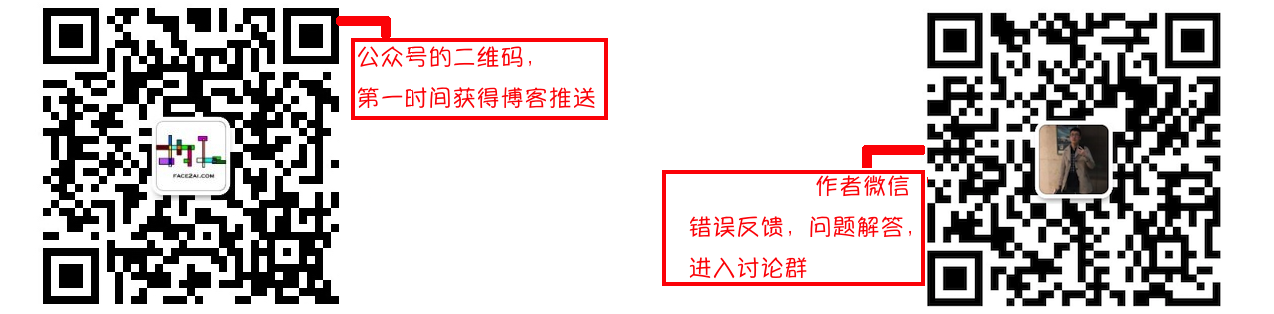 公众号的二维码，
第一时间获得博客推送
FACE2AI.COM
作者微信
错误反馈，问题解答，
进入讨论群